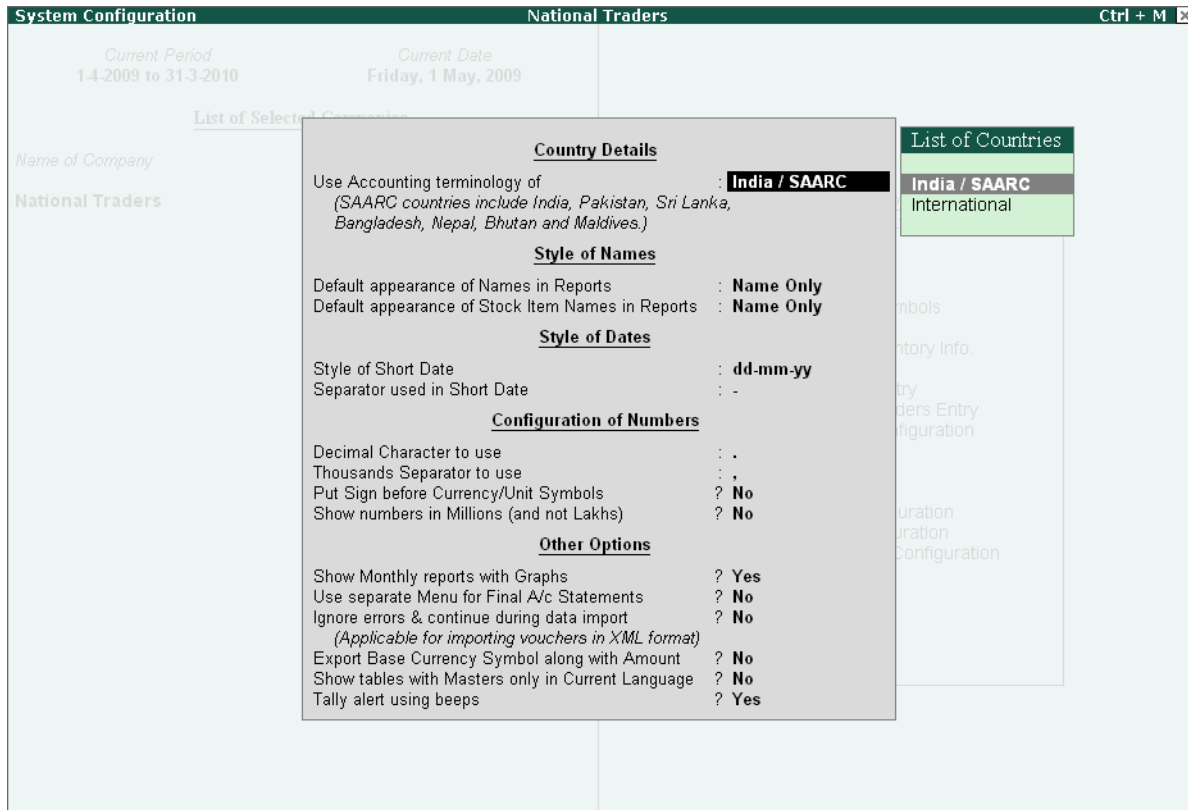 System Configuration National Traders Ctrl + M
Current Period Current Date
1-4-2009 to 31-3-2010 Friday, 1 May, 2009
List of Selected Companies
Name of Company
National Traders
Country Details
Use Accounting terminology of : India / SAARC
(SAARC countries include India, Pakistan, Sri Lanka,
Bangladesh, Nepal, Bhutan and Maldives.)
Style of Names
Default appearance of Names in Reports : Name Only
Default appearance of Stock Item Names in Reports : Name Only
Style of Dates
Style of Short Date : dd-mm-yy
Separator used in Short Date : -
Configuration of Numbers
Decimal Character to use : .
Thousands Separator to use : ,
Put Sign before Currency/Unit Symbols ? No
Show numbers in Millions (and not Lakhs) ? No
Other Options
Show Monthly reports with Graphs ? Yes
Use separate Menu for Final A/c Statements ? No
Ignore errors & continue during data import ? No
(Applicable for importing vouchers in XML format)
Export Base Currency Symbol along with Amount ? No
Show tables with Masters only in Current Language ? No
Tally alert using beeps ? Yes
List of Countries
India / SAARC
International
Info.
Entry
Configuration